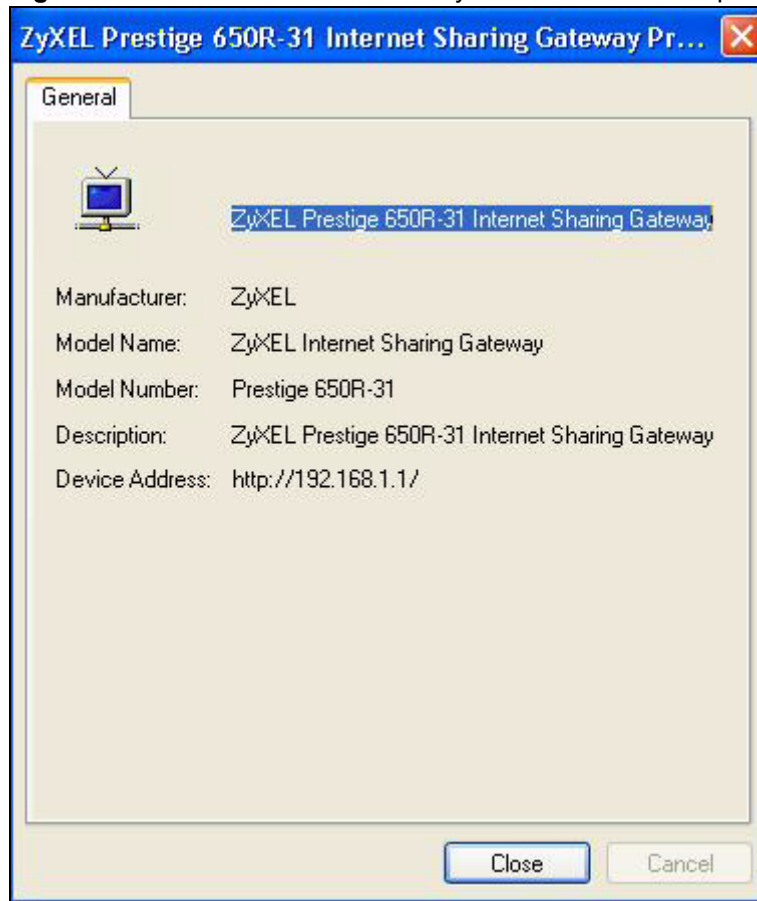 ZyXEL Prestige 650R-31 Internet Sharing Gateway Pr...
General
ZyXEL Prestige 650R-31 Internet Sharing Gateway
Manufacturer: ZyXEL
Model Name: ZyXEL Internet Sharing Gateway
Model Number: Prestige 650R-31
Description: ZyXEL Prestige 650R-31 Internet Sharing Gateway
Device Address: http://192.168.1.1/
Close Cancel